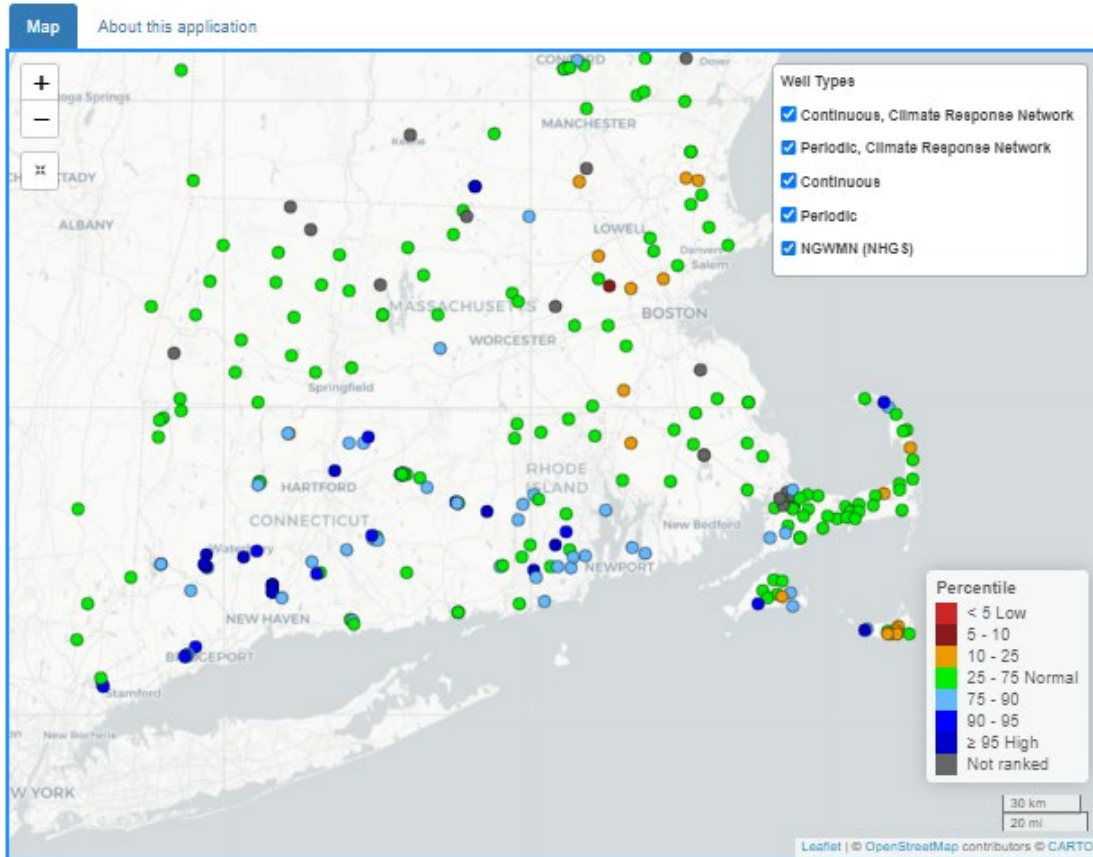 Map
About this application
+
−
Well Types
Continuous, Climate Response Network
Periodic, Climate Response Network
Continuous
Periodic
NGWMN (NHGS)
CONCORD
Dover
oga Springs
MANCHESTER
Keene
ADY
ALBANY
LOWELL
Danvers
Salem
MASSACHUSETTS
BOSTON
WORCESTER
Springfield
RHODE
ISLAND
HARTFORD
CONNECTICUT
New Bedford
Waterbury
NEWPORT
NEW HAVEN
BRIDGEPORT
Stamford
New Rochelle
W YORK
Percentile
< 5 Low
5 - 10
10 - 25
25 - 75 Normal
75 - 90
90 - 95
≥ 95 High
Not ranked
30 km
20 mi
Leaflet | © OpenStreetMap contributors © CARTO